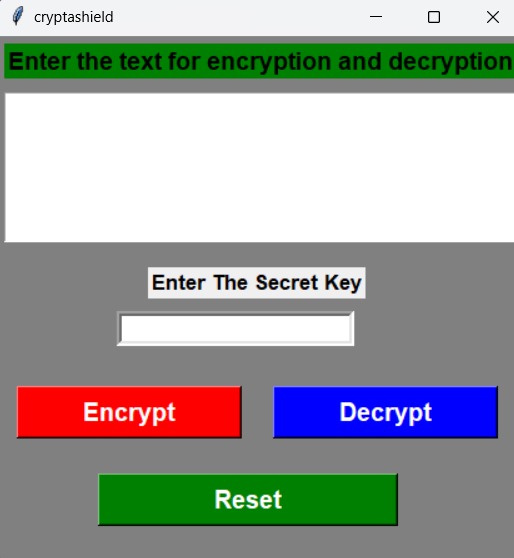 cryptashield
Enter the text for encryption and decryption
Enter The Secret Key
Encrypt
Decrypt
Reset